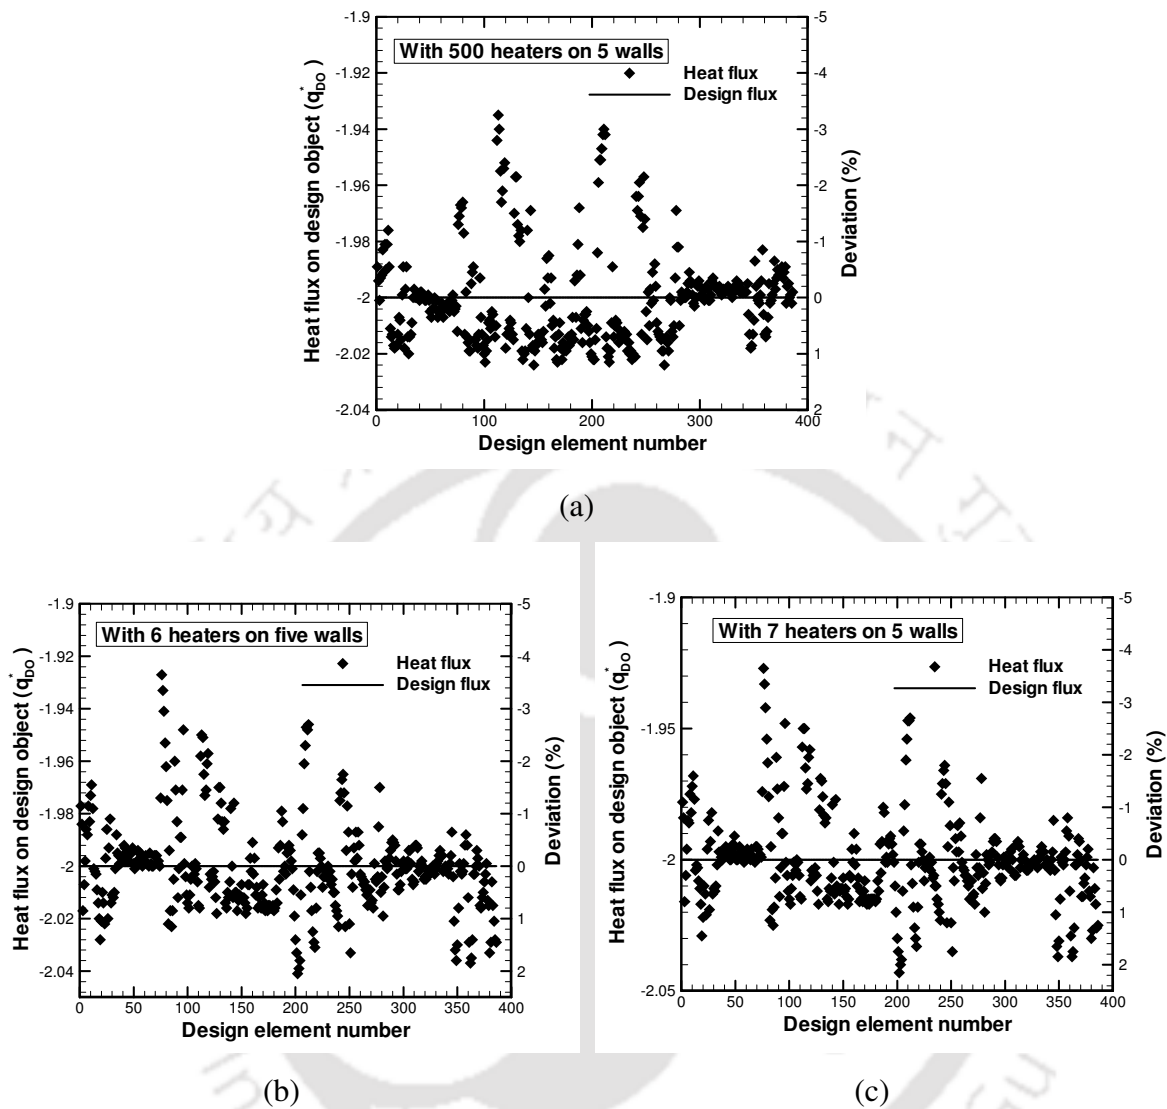 With 500 heaters on 5 walls
Heat flux
Design flux
Heat flux on design object (q*DO)
Deviation (%)
-1.9
-1.92
-1.94
-1.96
-1.98
-2
-2.02
-2.04
-5
-4
-3
-2
-1
0
1
2
0 100 200 300 400
Design element number
(a)
With 6 heaters on five walls
Heat flux
Design flux
Heat flux on design object (q*DO)
Deviation (%)
-1.9
-1.92
-1.94
-1.96
-1.98
-2
-2.02
-2.04
-5
-4
-3
-2
-1
0
1
2
0 50 100 150 200 250 300 350 400
Design element number
(b)
With 7 heaters on 5 walls
Heat flux
Design flux
Heat flux on design object (q*DO)
Deviation (%)
-1.9
-1.95
-2
-2.05
-5
-4
-3
-2
-1
0
1
2
0 50 100 150 200 250 300 350 400
Design element number
(c)